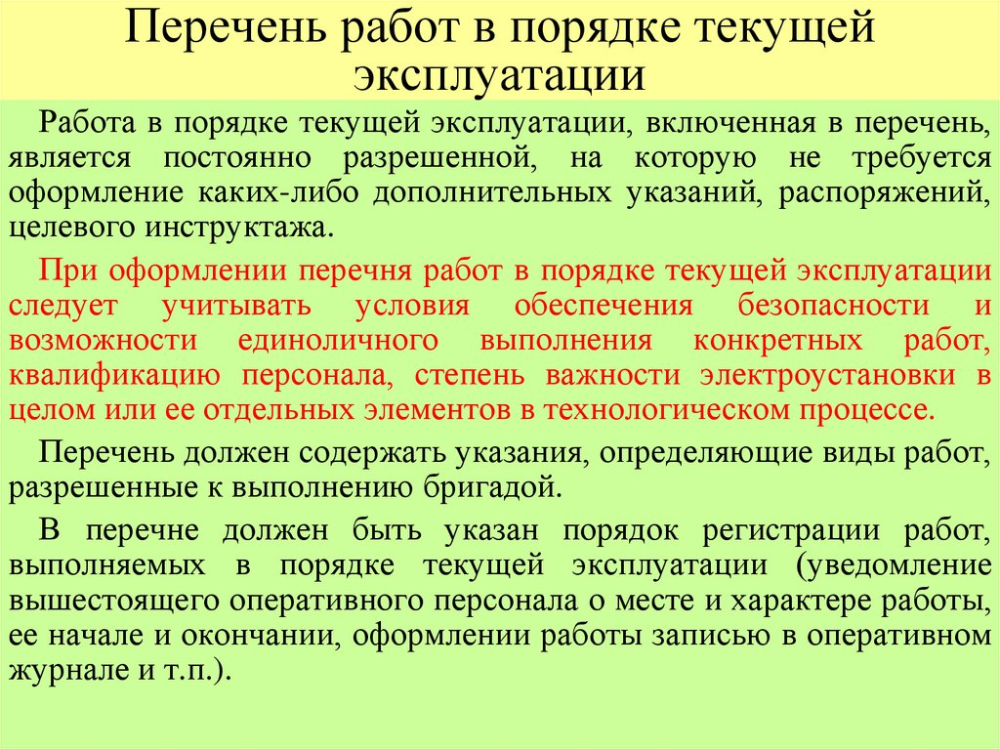 Перечень работ в порядке текущей
эксплуатации
Работа в порядке текущей эксплуатации, включенная в перечень,
является постоянно разрешенной, на которую не требуется
оформление каких-либо дополнительных указаний, распоряжений,
целевого инструктажа.
При оформлении перечня работ в порядке текущей эксплуатации
следует учитывать условия обеспечения безопасности и
возможности единоличного выполнения конкретных работ,
квалификацию персонала, степень важности электроустановки в
целом или ее отдельных элементов в технологическом процессе.
Перечень должен содержать указания, определяющие виды работ,
разрешенные к выполнению бригадой.
В перечне должен быть указан порядок регистрации работ,
выполняемых в порядке текущей эксплуатации (уведомление
вышестоящего оперативного персонала о месте и характере работы,
ее начале и окончании, оформлении работы записью в оперативном
журнале и т.п.).